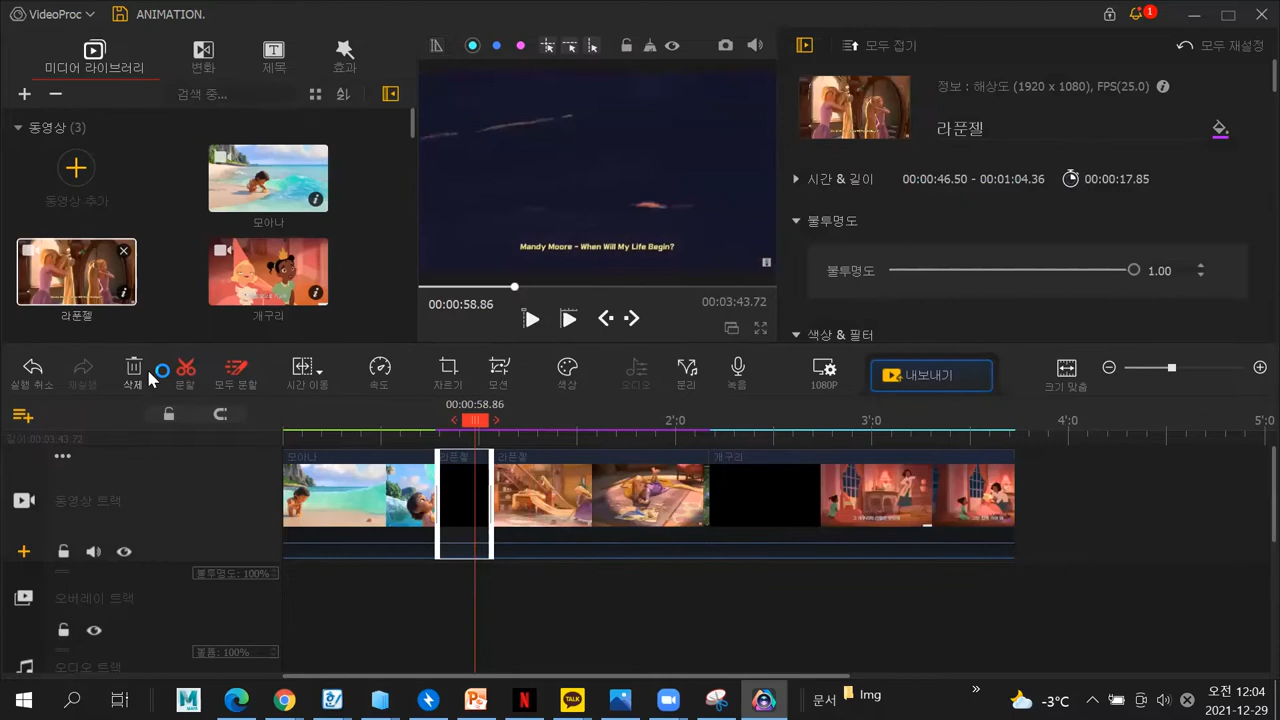 VideoProc
ANIMATION.
1
미디어 라이브러리
변화
제목
효과
모두 접기
모두 재설정
검색 중...
정보 : 해상도 (1920 x 1080), FPS(25.0)
동영상 (3)
라푼젤
동영상 추가
모아나
시간 & 길이
00:00:46.50 - 00:01:04.36
00:00:17.85
불투명도
Mandy Moore - When Will My Life Begin?
불투명도
1.00
00:00:58.86
00:03:43.72
라푼젤
개구리
색상 & 필터
실행 취소
재실행
삭제
분할
모두 분할
시간 이동
속도
자르기
모션
색상
오디오
분리
녹음
1080P
내보내기
크기 맞춤
00:00:58.86
2':0
3':0
4':0
5':0
길이:00:03:43.72
모아나
라푼젤
라푼젤
개구리
동영상 트랙
불투명도: 100%
오버레이 트랙
볼륨: 100%
오디오 트랙
MAYA
TALK
문서
Img
-3°C
오전 12:04
2021-12-29